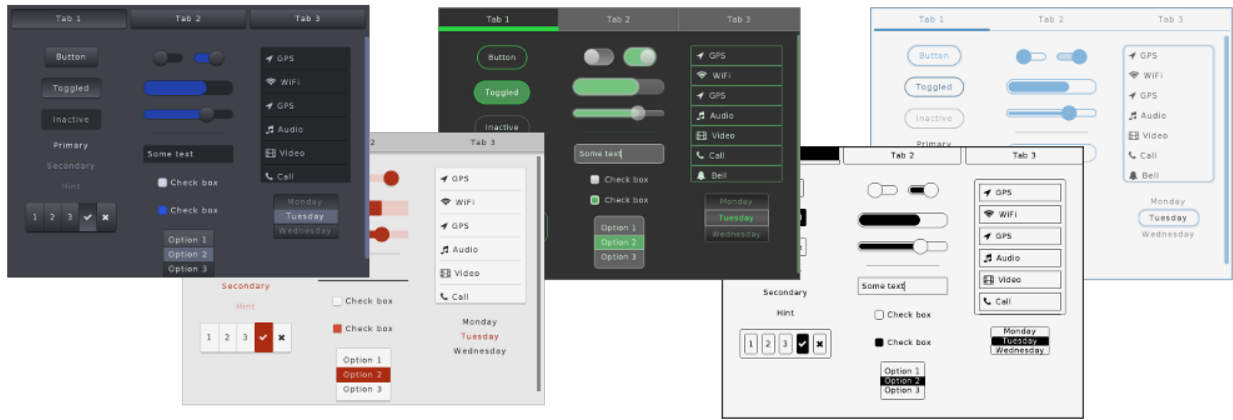 Tab 1
Tab 2
Tab 3
Button
Toggled
Inactive
Primary
Secondary
Hint
1 2 3
Some text
Check box
Check box
Option 1
Option 2
Option 3
GPS
WiFi
GPS
Audio
Video
Call
Monday
Tuesday
Wednesday
2
Tab 3
Secondary
Hint
1 2 3
Check box
Check box
Option 1
Option 2
Option 3
GPS
WiFi
GPS
Audio
Video
Call
Monday
Tuesday
Wednesday
Tab 1
Tab 2
Tab 3
Button
Toggled
Inactive
Some text
Check box
Check box
Option 1
Option 2
Option 3
GPS
WiFi
GPS
Audio
Video
Call
Bell
Monday
Tuesday
Wednesday
Tab 2
Tab 3
Secondary
Hint
1 2 3
Some text
Check box
Check box
Option 1
Option 2
Option 3
GPS
WiFi
GPS
Audio
Video
Call
Monday
Tuesday
Wednesday
Tab 1
Tab 2
Tab 3
Button
Toggled
Inactive
Primary
GPS
WiFi
GPS
Audio
Video
Call
Bell
Monday
Tuesday
Wednesday